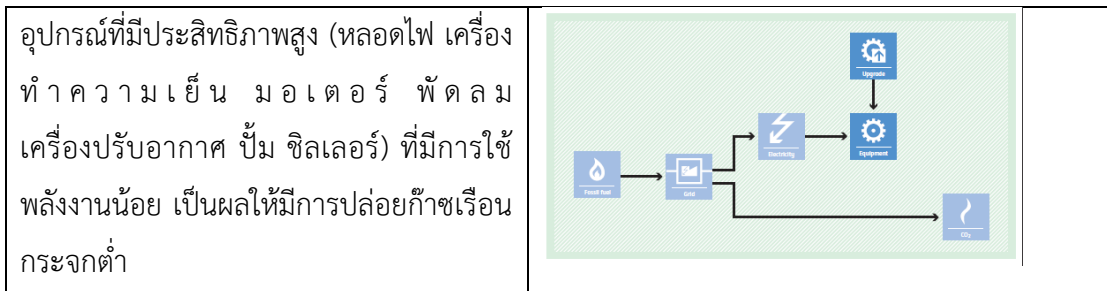 อุปกรณ์ที่มีประสิทธิภาพสูง (หลอดไฟ เครื่อง
ทำความเย็น มอเตอร์ พัดลม
เครื่องปรับอากาศ ปั้ม ชิลเลอร์) ที่มีการใช้
พลังงานน้อย เป็นผลให้มีการปล่อยก๊าซเรือน
กระจกต่ำ
Upgrade
Electricity
Equipment
Fossil fuel
Grid
CO₂